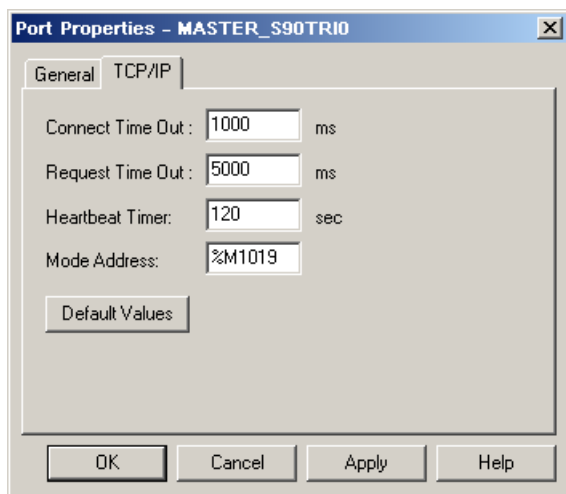 Port Properties - MASTER_S90TRI0
General TCP/IP
Connect Time Out : 1000 ms
Request Time Out : 5000 ms
Heartbeat Timer: 120 sec
Mode Address: %M1019
Default Values
OK Cancel Apply Help